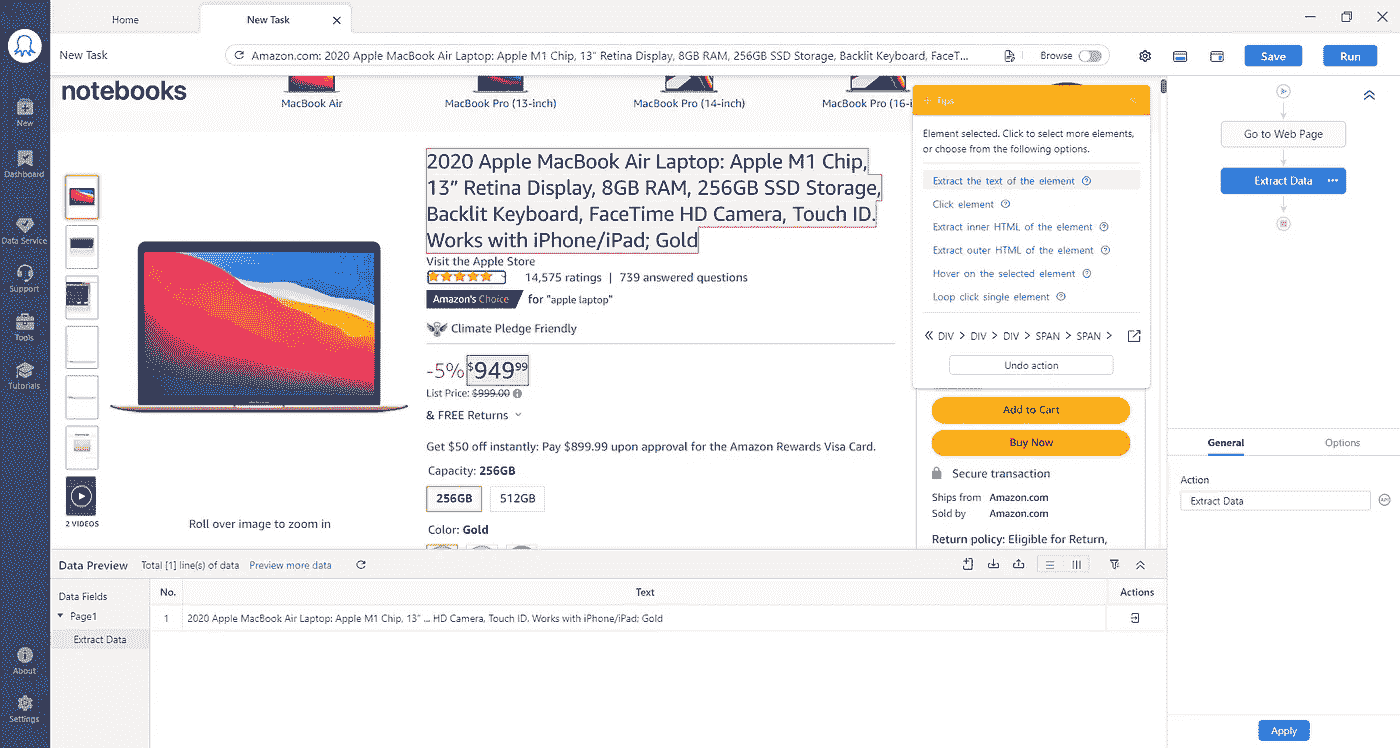 Home
New Task
New Task
Amazon.com: 2020 Apple MacBook Air Laptop: Apple M1 Chip, 13" Retina Display, 8GB RAM, 256GB SSD Storage, Backlit Keyboard, FaceT...
Browse
Save
Run
New
Dashboard
Data Service
Support
Tools
Tutorials
About
Settings
notebooks
MacBook Air
MacBook Pro (13-inch)
MacBook Pro (14-inch)
MacBook Pro (16-i
2020 Apple MacBook Air Laptop: Apple M1 Chip,
13” Retina Display, 8GB RAM, 256GB SSD Storage,
Backlit Keyboard, FaceTime HD Camera, Touch ID.
Works with iPhone/iPad; Gold
Visit the Apple Store
14,575 ratings | 739 answered questions
Amazon's Choice for "apple laptop"
Climate Pledge Friendly
-5% $94999
List Price: $999.00
& FREE Returns
Get $50 off instantly: Pay $899.99 upon approval for the Amazon Rewards Visa Card.
Capacity: 256GB
256GB 512GB
Color: Gold
2 VIDEOS
Roll over image to zoom in
Tips
Element selected. Click to select more elements,
or choose from the following options.
Extract the text of the element
Click element
Extract inner HTML of the element
Extract outer HTML of the element
Hover on the selected element
Loop click single element
DIV > DIV > DIV > SPAN > SPAN >
Undo action
Add to Cart
Buy Now
Secure transaction
Ships from Amazon.com
Sold by Amazon.com
Return policy: Eligible for Return,
Go to Web Page
Extract Data
General
Options
Action
Extract Data
Apply
Data Preview
Total [1] line(s) of data
Preview more data
Data Fields
Page1
Extract Data
No. Text Actions
1 2020 Apple MacBook Air Laptop: Apple M1 Chip, 13” ... HD Camera, Touch ID. Works with iPhone/iPad; Gold